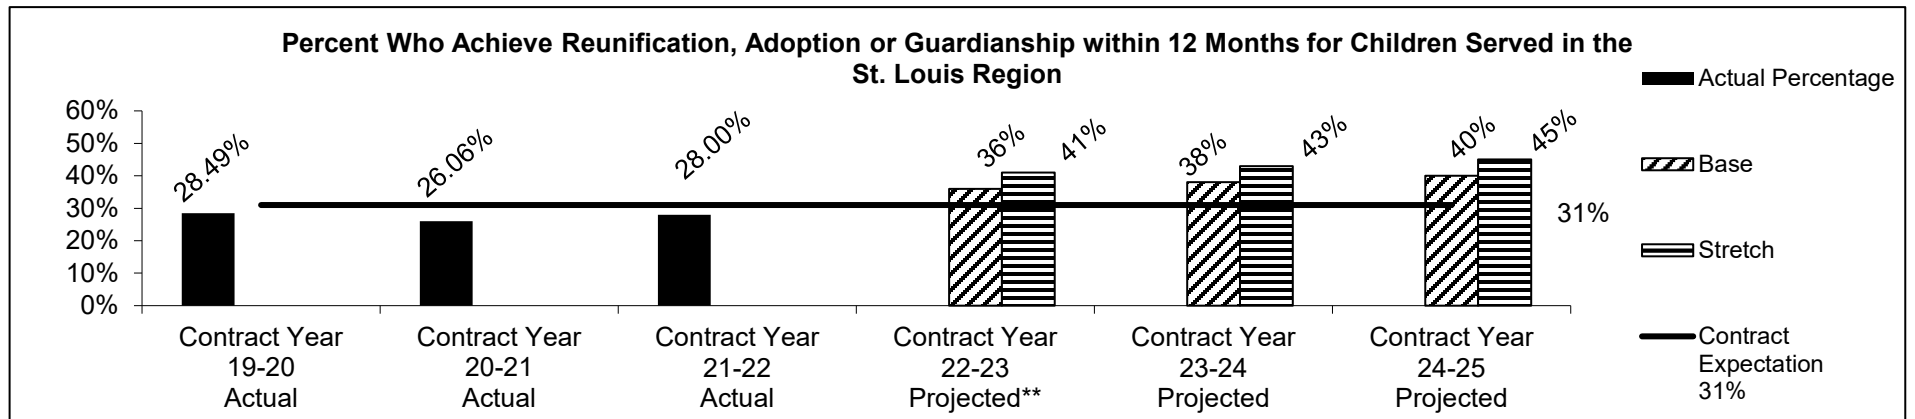 Percent Who Achieve Reunification, Adoption or Guardianship within 12 Months for Children Served in the
St. Louis Region
60%
50%
40%
30%
20%
10%
0%
28.49%
26.06%
28.00%
36%
41%
38%
43%
40%
45%
31%
Contract Year
19-20
Actual
Contract Year
20-21
Actual
Contract Year
21-22
Actual
Contract Year
22-23
Projected**
Contract Year
23-24
Projected
Contract Year
24-25
Projected
Actual Percentage
Base
Stretch
Contract
Expectation
31%